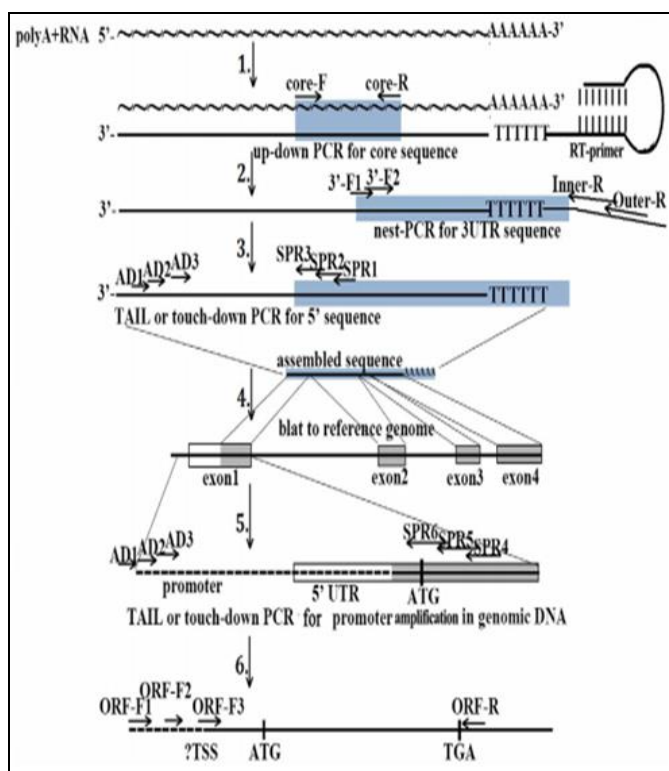 polyA+RNA 5'- AAAAAA-3'
1.
core-F core-R
AAAAAA-3'
3'- TTTTTT
up-down PCR for core sequence RT-primer
2.
3'-F1 3'-F2 Inner-R
3'- TTTTTT Outer-R
nest-PCR for 3UTR sequence
3.
AD1 AD2 AD3 SPR3 SPR2 SPR1
3'- TTTTTT
TAIL or touch-down PCR for 5' sequence
assembled sequence
4.
blat to reference genome
exon1 exon2 exon3 exon4
5.
AD1 AD2 AD3 SPR6 SPR5 SPR4
promoter 5' UTR ATG
TAIL or touch-down PCR for promoter amplification in genomic DNA
6.
ORF-F1 ORF-F2 ORF-F3 ORF-R
?TSS ATG TGA